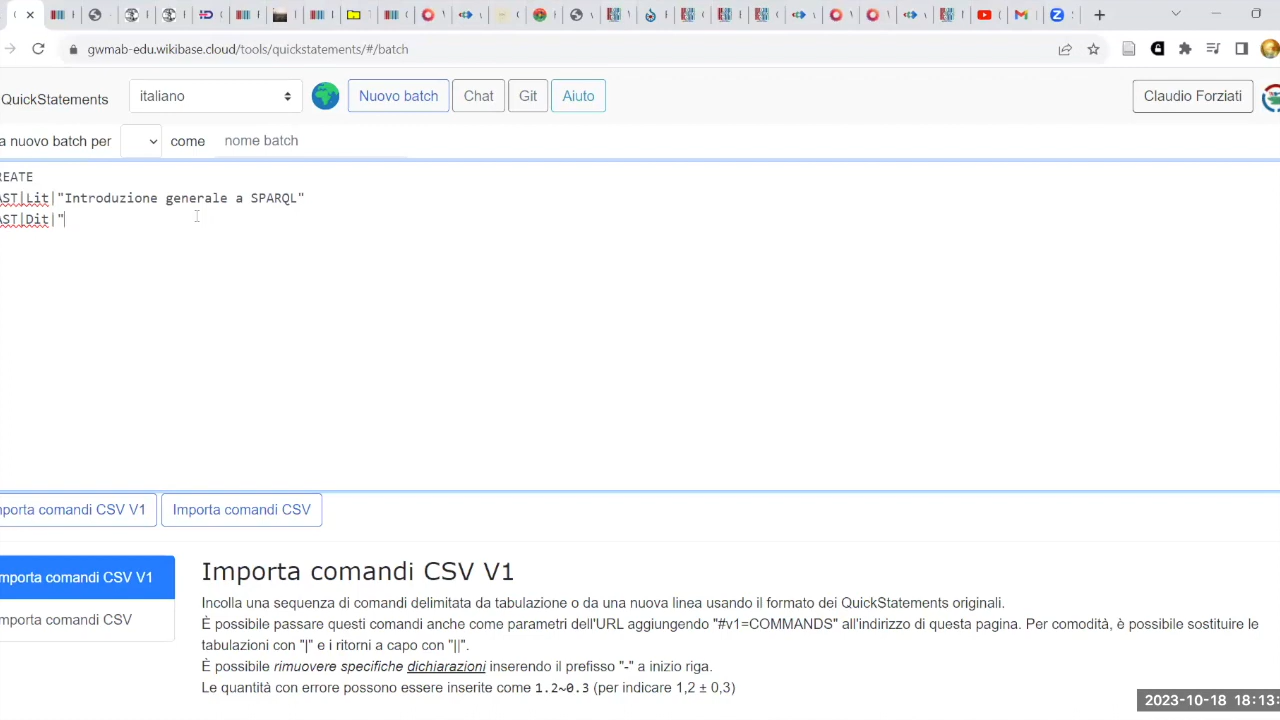 gwmab-edu.wikibase.cloud/tools/quickstatements/#/batch
QuickStatements
italiano
Nuovo batch
Chat
Git
Aiuto
Claudio Forziati
a nuovo batch per
come
nome batch
REATE
AST|Lit|"Introduzione generale a SPARQL"
AST|Dit|"
mporta comandi CSV V1
Importa comandi CSV
mporta comandi CSV V1
mporta comandi CSV
Importa comandi CSV V1
Incolla una sequenza di comandi delimitata da tabulazione o da una nuova linea usando il formato dei QuickStatements originali.
È possibile passare questi comandi anche come parametri dell'URL aggiungendo "#v1=COMMANDS" all'indirizzo di questa pagina. Per comodità, è possibile sostituire le
tabulazioni con "|" e i ritorni a capo con "||".
È possibile rimuovere specifiche dichiarazioni inserendo il prefisso "-" a inizio riga.
Le quantità con errore possono essere inserite come 1.2~0.3 (per indicare 1,2 ± 0,3)
2023-10-18 18:13: